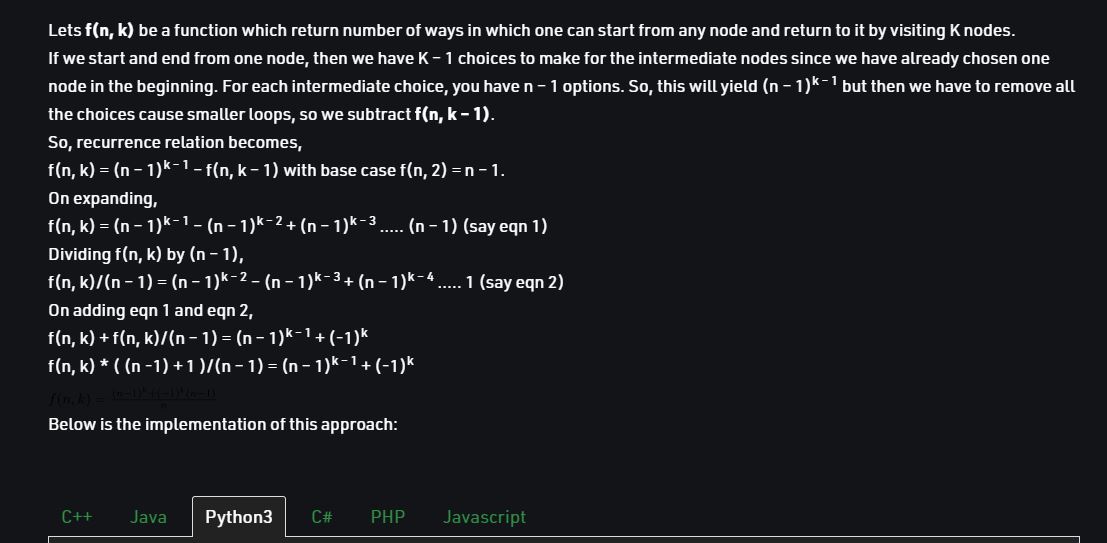 Lets f(n, k) be a function which return number of ways in which one can start from any node and return to it by visiting K nodes.
If we start and end from one node, then we have K – 1 choices to make for the intermediate nodes since we have already chosen one
node in the beginning. For each intermediate choice, you have n – 1 options. So, this will yield (n – 1)ᵏ⁻¹ but then we have to remove all
the choices cause smaller loops, so we subtract f(n, k – 1).
So, recurrence relation becomes,
f(n, k) = (n – 1)ᵏ⁻¹ – f(n, k – 1) with base case f(n, 2) = n – 1.
On expanding,
f(n, k) = (n – 1)ᵏ⁻¹ – (n – 1)ᵏ⁻² + (n – 1)ᵏ⁻³ ..... (n – 1) (say eqn 1)
Dividing f(n, k) by (n – 1),
f(n, k)/(n – 1) = (n – 1)ᵏ⁻² – (n – 1)ᵏ⁻³ + (n – 1)ᵏ⁻⁴ ..... 1 (say eqn 2)
On adding eqn 1 and eqn 2,
f(n, k) + f(n, k)/(n – 1) = (n – 1)ᵏ⁻¹ + (-1)ᵏ
f(n, k) * ( (n -1) +1 )/(n – 1) = (n – 1)ᵏ⁻¹ + (-1)ᵏ
f(n, k) = ((n-1)ᵏ+((-1)ᵏ(n-1))/n
Below is the implementation of this approach:
C++ Java Python3 C# PHP Javascript